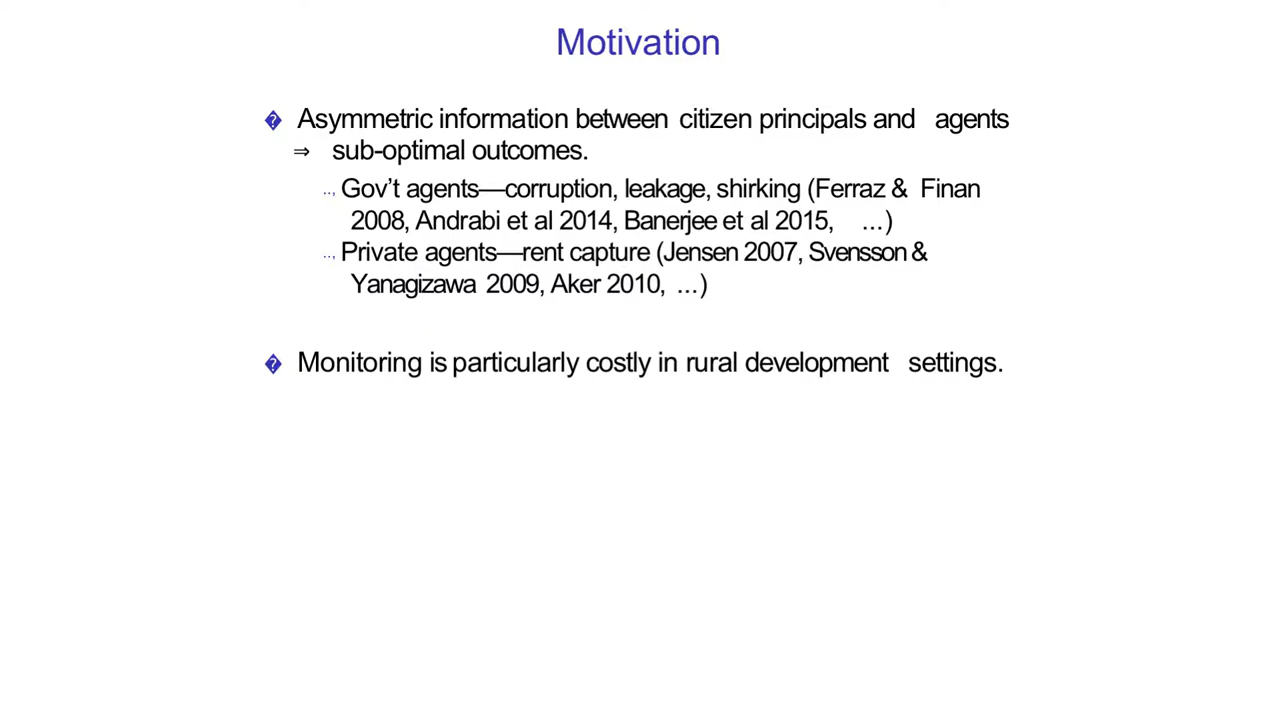 Motivation
� Asymmetric information between citizen principals and agents
⇒ sub-optimal outcomes.
.., Gov’t agents—corruption, leakage, shirking (Ferraz & Finan
2008, Andrabi et al 2014, Banerjee et al 2015, ...)
.., Private agents—rent capture (Jensen 2007, Svensson &
Yanagizawa 2009, Aker 2010, ...)
� Monitoring is particularly costly in rural development settings.